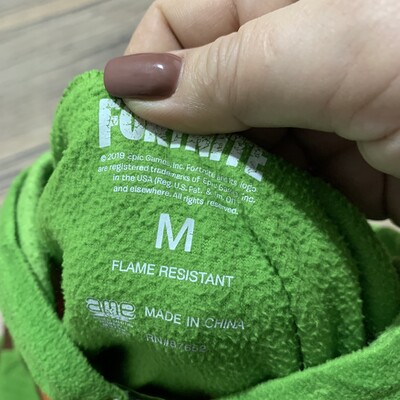 FORTNITE
© 2019 Epic Games, Inc. Fortnite and its logo
are registered trademarks of Epic Games, Inc.
in the USA (Reg. U.S. Pat. & Tm. Off.
and elsewhere. All rights reserved.
M
FLAME RESISTANT
MADE IN CHINA